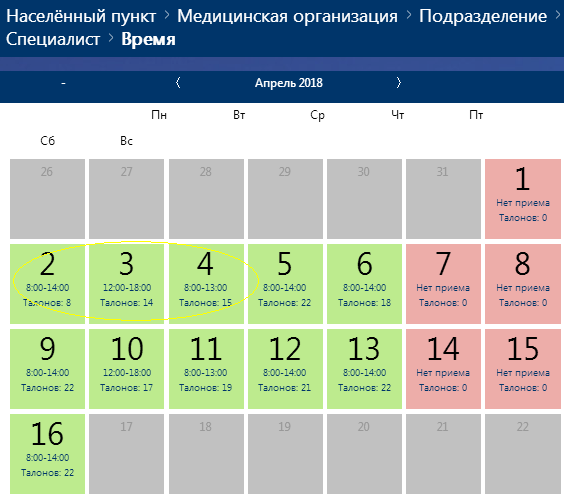 Населённый пункт > Медицинская организация > Подразделение >
Специалист > Время
- < Апрель 2018 >
Пн Вт Ср Чт Пт
Сб Вс
26 27 28 29 30 31 1
Нет приема
Талонов: 0
2 3 4 5 6 7 8
8:00-14:00 12:00-18:00 8:00-13:00 8:00-14:00 8:00-14:00 Нет приема Нет приема
Талонов: 8 Талонов: 14 Талонов: 15 Талонов: 22 Талонов: 18 Талонов: 0 Талонов: 0
9 10 11 12 13 14 15
8:00-14:00 12:00-18:00 8:00-13:00 8:00-14:00 8:00-14:00 Нет приема Нет приема
Талонов: 22 Талонов: 17 Талонов: 19 Талонов: 21 Талонов: 22 Талонов: 0 Талонов: 0
16 17 18 19 20 21 22
8:00-14:00
Талонов: 22